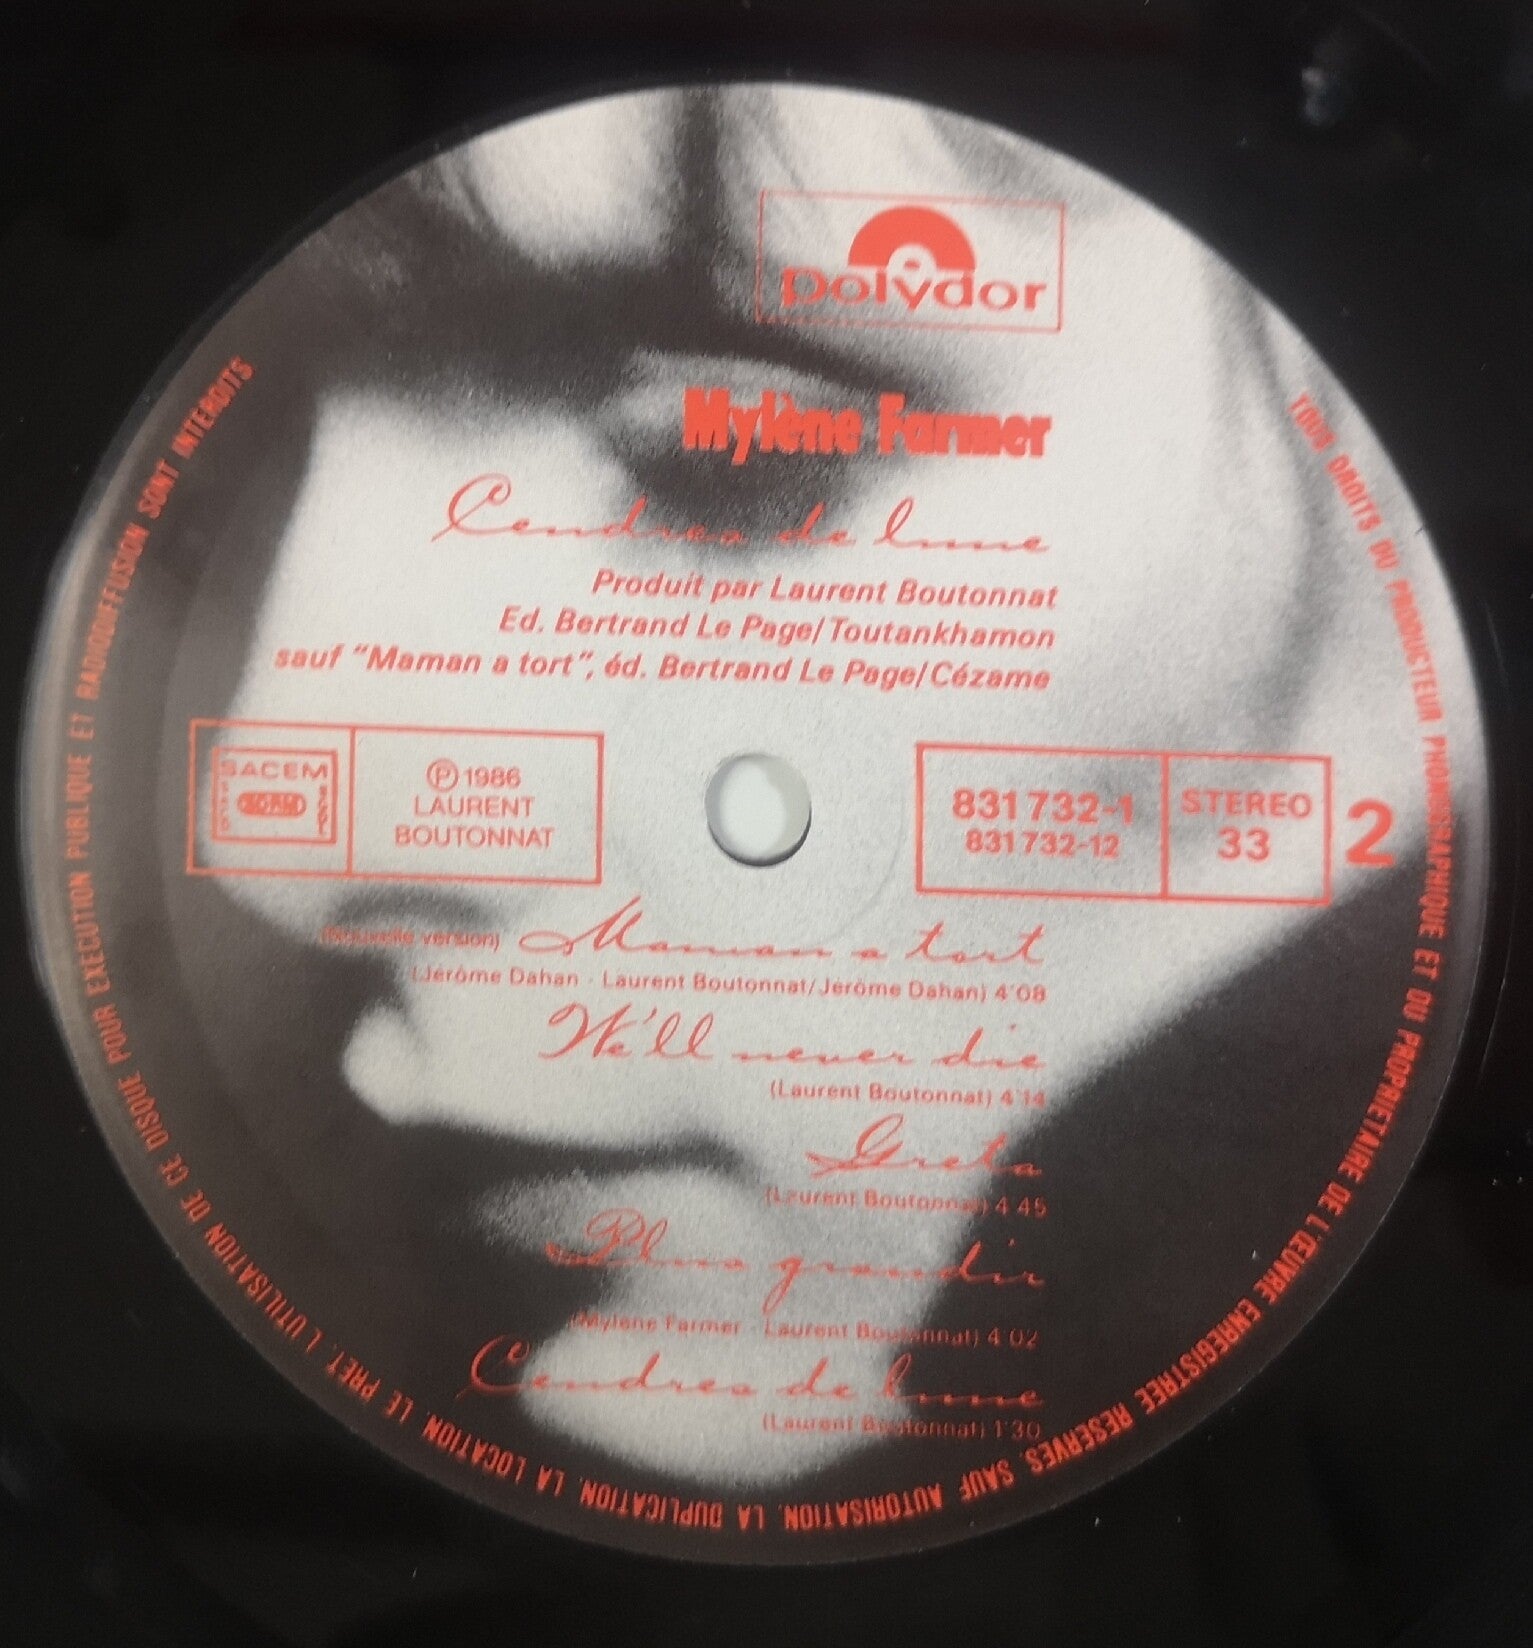 polydor
Mylène Farmer
Cendres de lune
Produit par Laurent Boutonnat
Ed. Bertrand Le Page/Toutankhamon
sauf "Maman a tort", éd. Bertrand Le Page/Cézame
SACEM
SACD
SDRM
SGDL
℗ 1986
LAURENT
BOUTONNAT
831 732-1
831 732-12
STEREO
33
2
(nouvelle version) Maman a tort
(Jérôme Dahan - Laurent Boutonnat/Jérôme Dahan) 4'08
We'll never die
(Laurent Boutonnat) 4'14
Greta
(Laurent Boutonnat) 4'45
Plus grandir
(Mylène Farmer - Laurent Boutonnat) 4'02
Cendres de lune
(Laurent Boutonnat) 1'30
TOUS DROITS DU PRODUCTEUR PHONOGRAPHIQUE ET DU PROPRIETAIRE DE L'ŒUVRE ENREGISTREE RESERVES. SAUF AUTORISATION, LA DUPLICATION, LA LOCATION, LE PRET, L'UTILISATION DE CE DISQUE POUR EXECUTION PUBLIQUE ET RADIODIFFUSION SONT INTERDITS